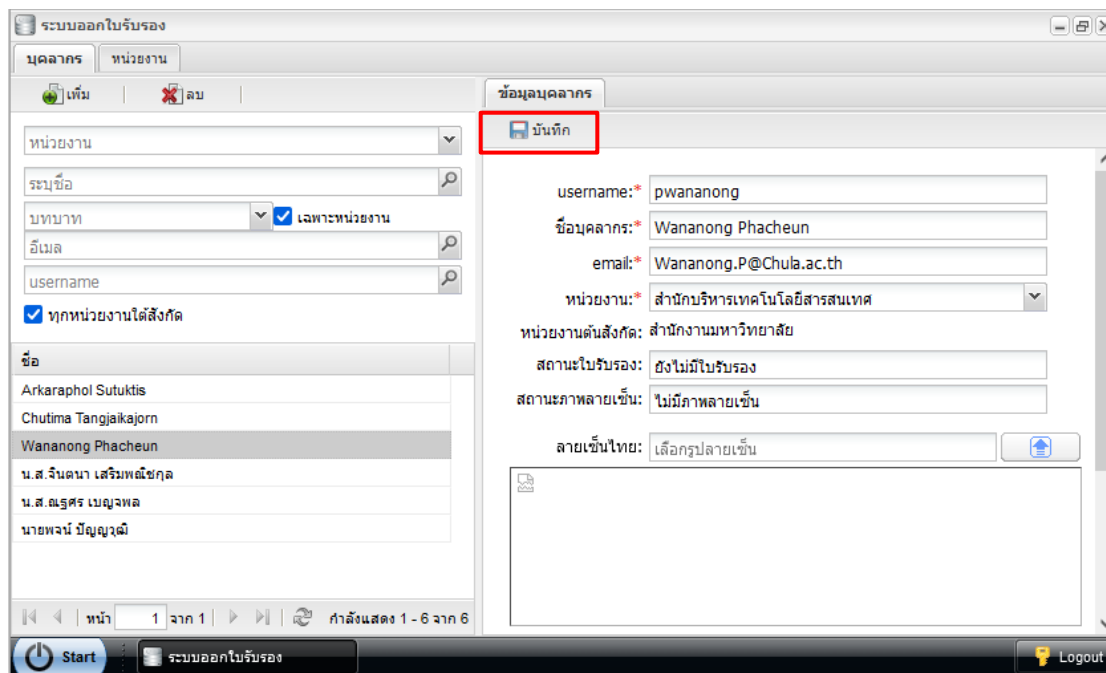 ระบบออกใบรับรอง
บุคลากร หน่วยงาน
เพิ่ม ลบ
หน่วยงาน
ระบุชื่อ
บทบาท เฉพาะหน่วยงาน
อีเมล
username
ทุกหน่วยงานใต้สังกัด
ชื่อ
Arkaraphol Sutuktis
Chutima Tangjaikajorn
Wananong Phacheun
น.ส.จินตนา เสริมพณิชกุล
น.ส.ณฐศร เบญจพล
นายพจน์ ปัญญวุฒิ
หน้า 1 จาก 1 กำลังแสดง 1 - 6 จาก 6
ข้อมูลบุคลากร
บันทึก
username:* pwananong
ชื่อบุคลากร:* Wananong Phacheun
email:* Wananong.P@Chula.ac.th
หน่วยงาน:* สำนักบริหารเทคโนโลยีสารสนเทศ
หน่วยงานต้นสังกัด: สำนักงานมหาวิทยาลัย
สถานะใบรับรอง: ยังไม่มีใบรับรอง
สถานะภาพลายเซ็น: ไม่มีภาพลายเซ็น
ลายเซ็นไทย: เลือกรูปลายเซ็น
Start ระบบออกใบรับรอง Logout